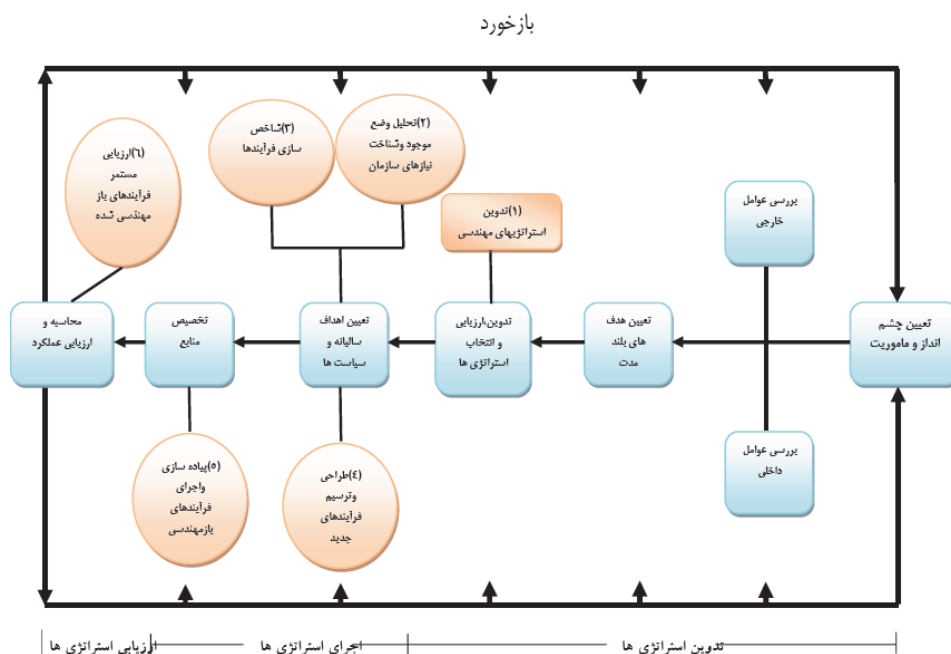 بازخورد
(۳)شاخص
سازی فرآیندها
(۲)تحلیل وضع
موجود وشناخت
نیازهای سازمان
(٦)ارزیابی
مستمر
فرآیندهای باز
مهندسی شده
(۱)تدوین
استراتژیهای مهندسی
بررسی عوامل
خارجی
تعیین چشم
انداز و ماموریت
تعیین هدف
های بلند
مدت
تدوین،ارزیابی
و انتخاب
استراتژی ها
تعیین اهداف
سالیانه و
سیاست ها
تخصیص
منابع
محاسبه و
ارزیابی عملکرد
بررسی عوامل
داخلی
(٤)طراحی
وترسیم
فرآیندهای
جدید
(٥)پیاده سازی
واجرای
فرآیندهای
بازمهندسی
تدوین استراتژی ها
اجرای استراتژی ها
ارزیابی استراتژی ها